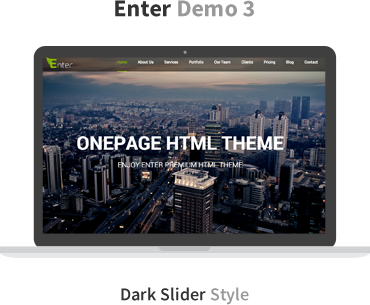 Enter Demo 3
Enter
Home About Us Services Portfolio Our Team Clients Pricing Blog Contact
ONEPAGE HTML THEME
ENJOY ENTER PREMIUM HTML THEME
Dark Slider Style